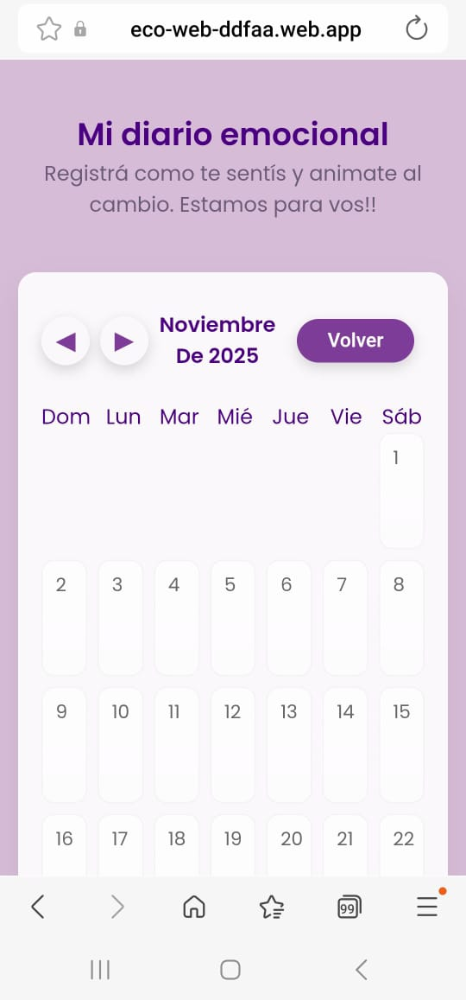 eco-web-ddfaa.web.app
Mi diario emocional
Registrá como te sentís y animate al
cambio. Estamos para vos!!
Noviembre
De 2025
Volver
Dom Lun Mar Mié Jue Vie Sáb
1
2 3 4 5 6 7 8
9 10 11 12 13 14 15
16 17 18 19 20 21 22
99